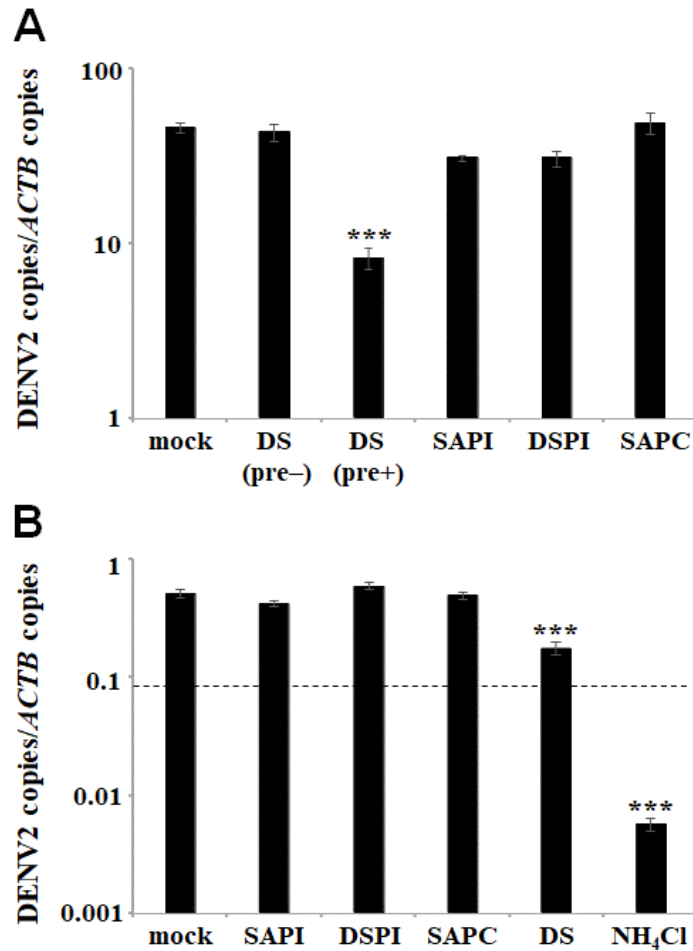 A
DENV2 copies/ACTB copies
100
10
1
***
mock DS DS SAPI DSPI SAPC
(pre–) (pre+)
B
DENV2 copies/ACTB copies
1
0.1
0.01
0.001
***
***
mock SAPI DSPI SAPC DS NH₄Cl